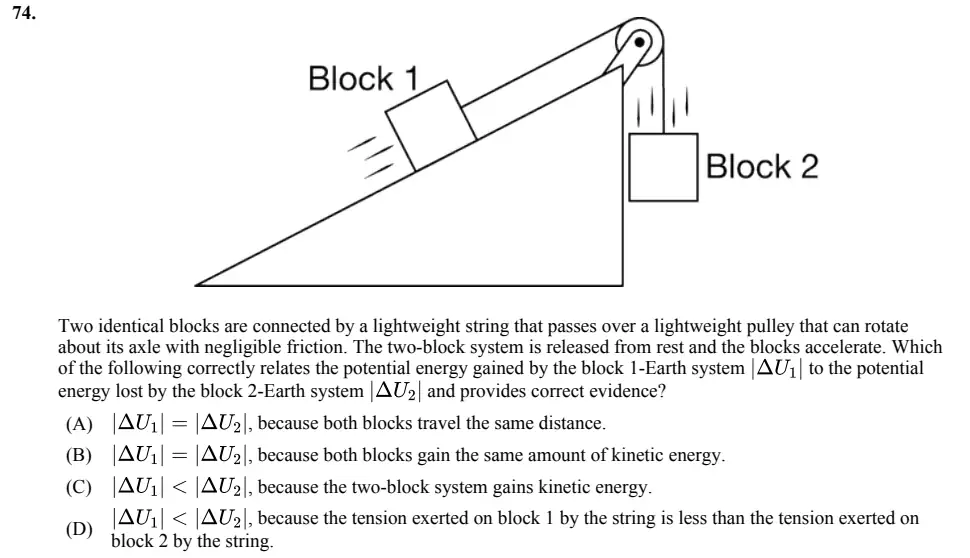 74.
Block 1
Block 2
Two identical blocks are connected by a lightweight string that passes over a lightweight pulley that can rotate
about its axle with negligible friction. The two-block system is released from rest and the blocks accelerate. Which
of the following correctly relates the potential energy gained by the block 1-Earth system |ΔU₁| to the potential
energy lost by the block 2-Earth system |ΔU₂| and provides correct evidence?
(A) |ΔU₁| = |ΔU₂|, because both blocks travel the same distance.
(B) |ΔU₁| = |ΔU₂|, because both blocks gain the same amount of kinetic energy.
(C) |ΔU₁| < |ΔU₂|, because the two-block system gains kinetic energy.
(D) |ΔU₁| < |ΔU₂|, because the tension exerted on block 1 by the string is less than the tension exerted on
block 2 by the string.